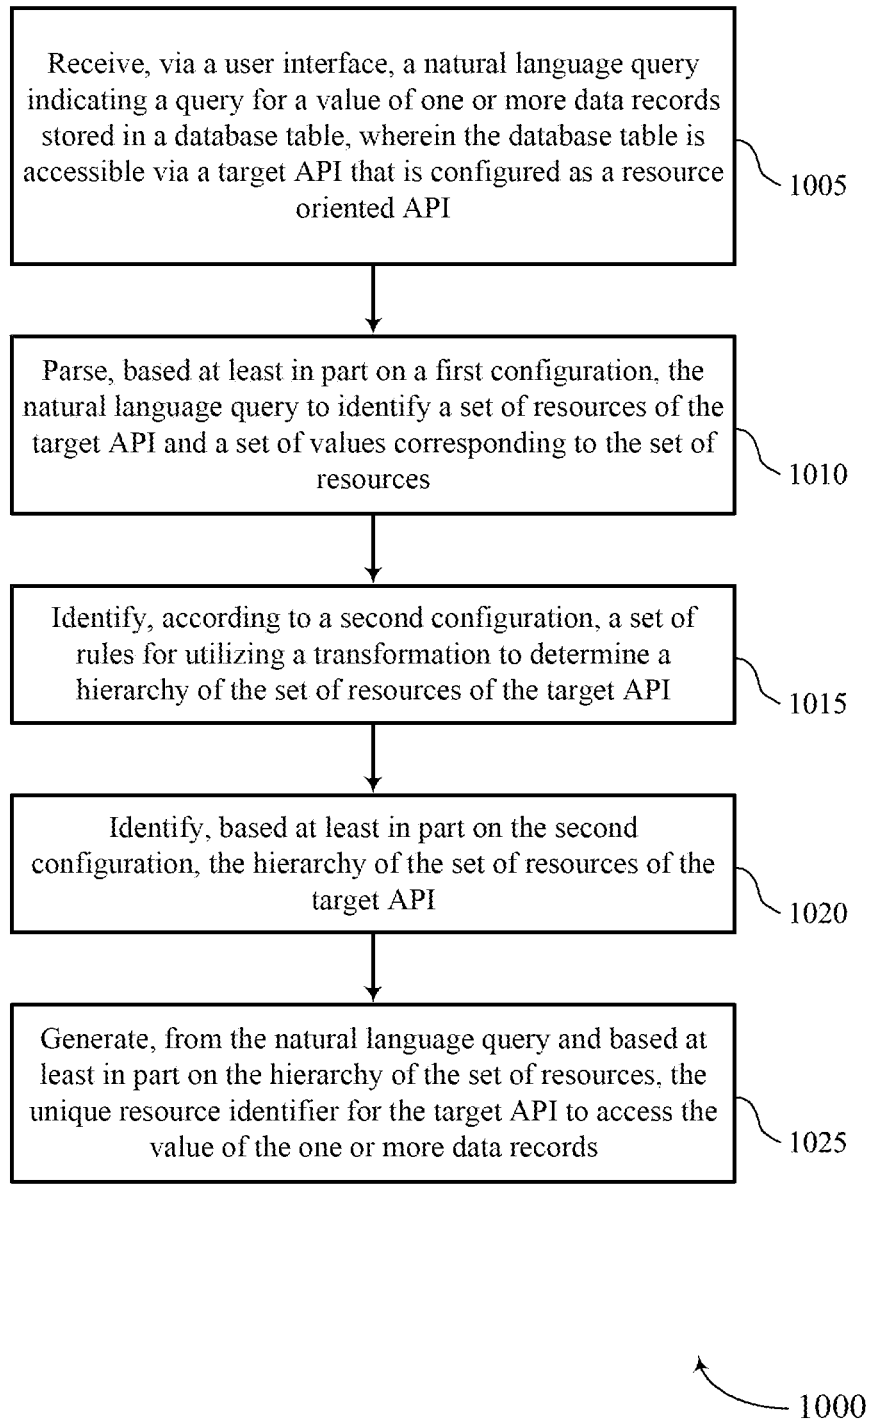 Receive, via a user interface, a natural language query
indicating a query for a value of one or more data records
stored in a database table, wherein the database table is
accessible via a target API that is configured as a resource
oriented API
1005
Parse, based at least in part on a first configuration, the
natural language query to identify a set of resources of the
target API and a set of values corresponding to the set of
resources
1010
Identify, according to a second configuration, a set of
rules for utilizing a transformation to determine a
hierarchy of the set of resources of the target API
1015
Identify, based at least in part on the second
configuration, the hierarchy of the set of resources of the
target API
1020
Generate, from the natural language query and based at
least in part on the hierarchy of the set of resources, the
unique resource identifier for the target API to access the
value of the one or more data records
1025
1000